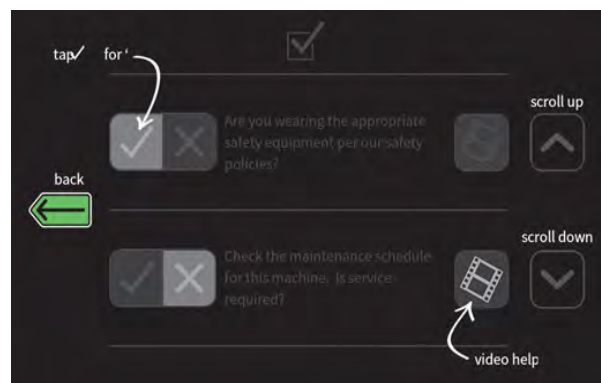 tap✓ for ‘
Are you wearing the appropriate
safety equipment per our safety
policies?
scroll up
back
scroll down
Check the maintenance schedule
for this machine. Is service
required?
video help